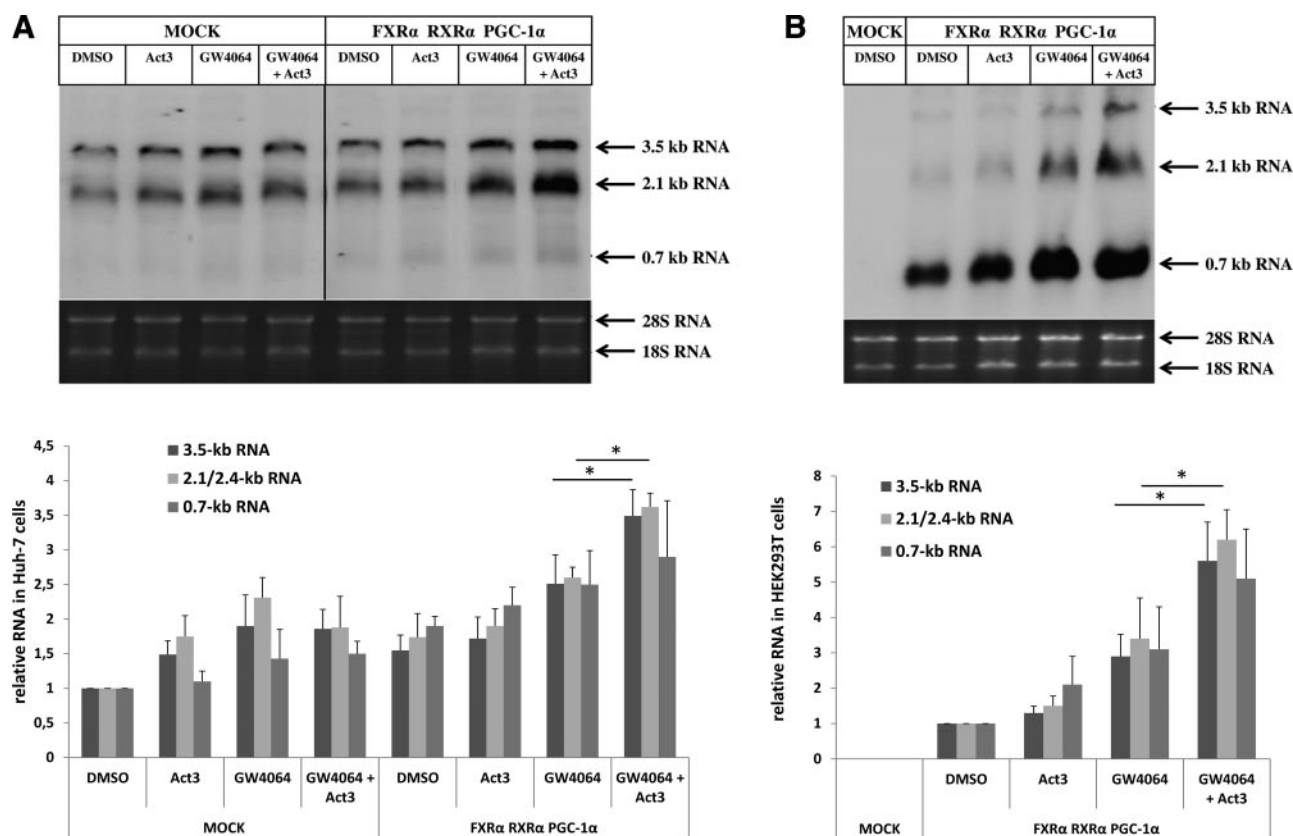 A
MOCK FXRα RXRα PGC-1α
DMSO Act3 GW4064 GW4064 + Act3 DMSO Act3 GW4064 GW4064 + Act3
3.5 kb RNA
2.1 kb RNA
0.7 kb RNA
28S RNA
18S RNA
B
MOCK FXRα RXRα PGC-1α
DMSO DMSO Act3 GW4064 GW4064 + Act3
3.5 kb RNA
2.1 kb RNA
0.7 kb RNA
28S RNA
18S RNA
relative RNA in Huh-7 cells
4,5
4
3,5
3
2,5
2
1,5
1
0,5
0
3.5-kb RNA
2.1/2.4-kb RNA
0.7-kb RNA
*
*
DMSO Act3 GW4064 GW4064 + Act3 DMSO Act3 GW4064 GW4064 + Act3
MOCK FXRα RXRα PGC-1α
relative RNA in HEK293T cells
8
7
6
5
4
3
2
1
0
3.5-kb RNA
2.1/2.4-kb RNA
0.7-kb RNA
*
*
DMSO Act3 GW4064 GW4064 + Act3
MOCK FXRα RXRα PGC-1α